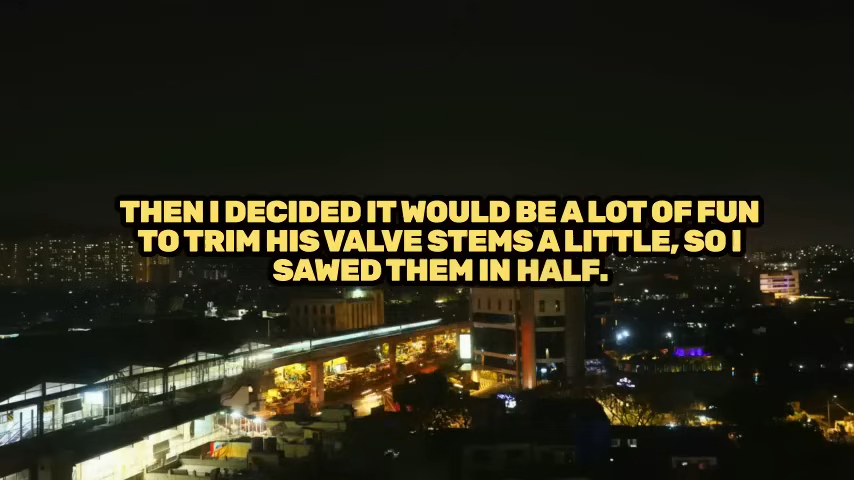 THEN I DECIDED IT WOULD BE A LOT OF FUN
TO TRIM HIS VALVE STEMS A LITTLE, SO I
SAWED THEM IN HALF.